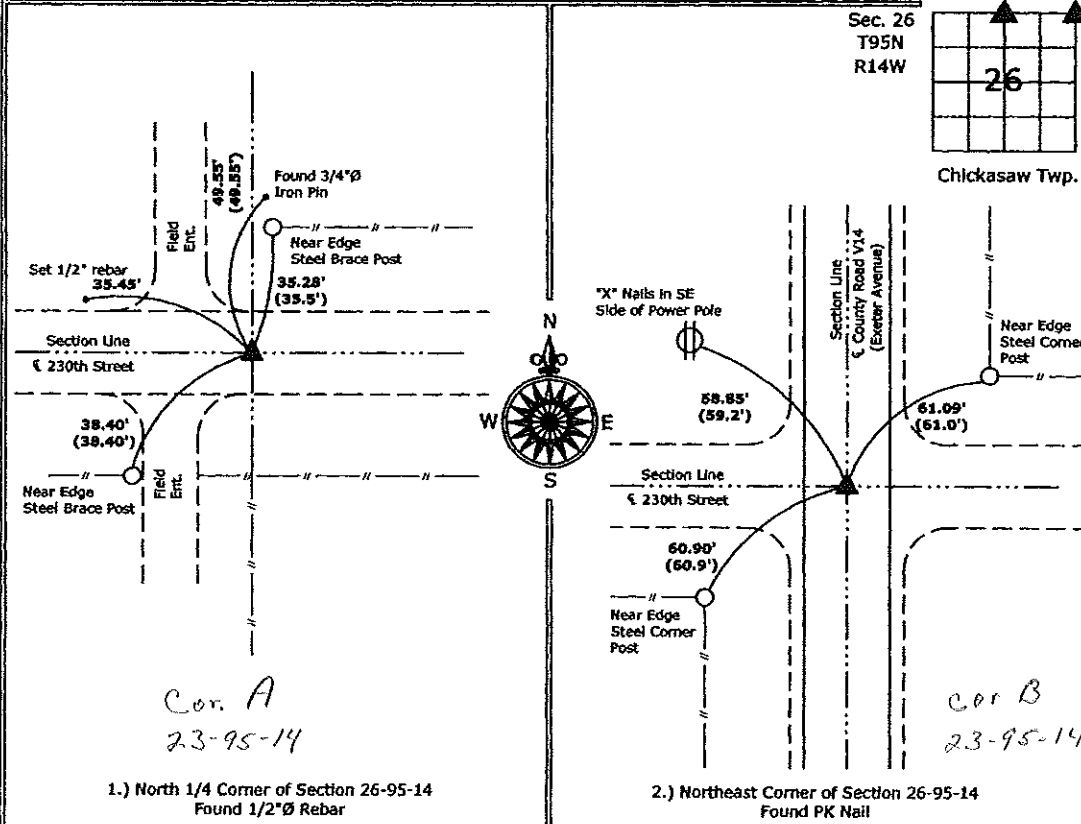 Sec. 26
T95N
R14W
26
Chickasaw Twp.
49.55'
(49.55')
Found 3/4"Ø
Iron Pin
Field
Ent.
Near Edge
Steel Brace Post
Set 1/2" rebar
35.45'
35.28'
(35.5')
Section Line
℄ 230th Street
38.40'
(38.40')
Near Edge
Steel Brace Post
Field
Ent.
Cor. A
23-95-14
1.) North 1/4 Corner of Section 26-95-14
Found 1/2"Ø Rebar
N
W
E
S
"X" Nails in SE
Side of Power Pole
Section Line
℄ County Road V14
(Exeter Avenue)
Near Edge
Steel Corner
Post
58.85'
(59.2')
61.09'
(61.0')
Section Line
℄ 230th Street
60.90'
(60.9')
Near Edge
Steel Corner
Post
Cor B
23-95-14
2.) Northeast Corner of Section 26-95-14
Found PK Nail